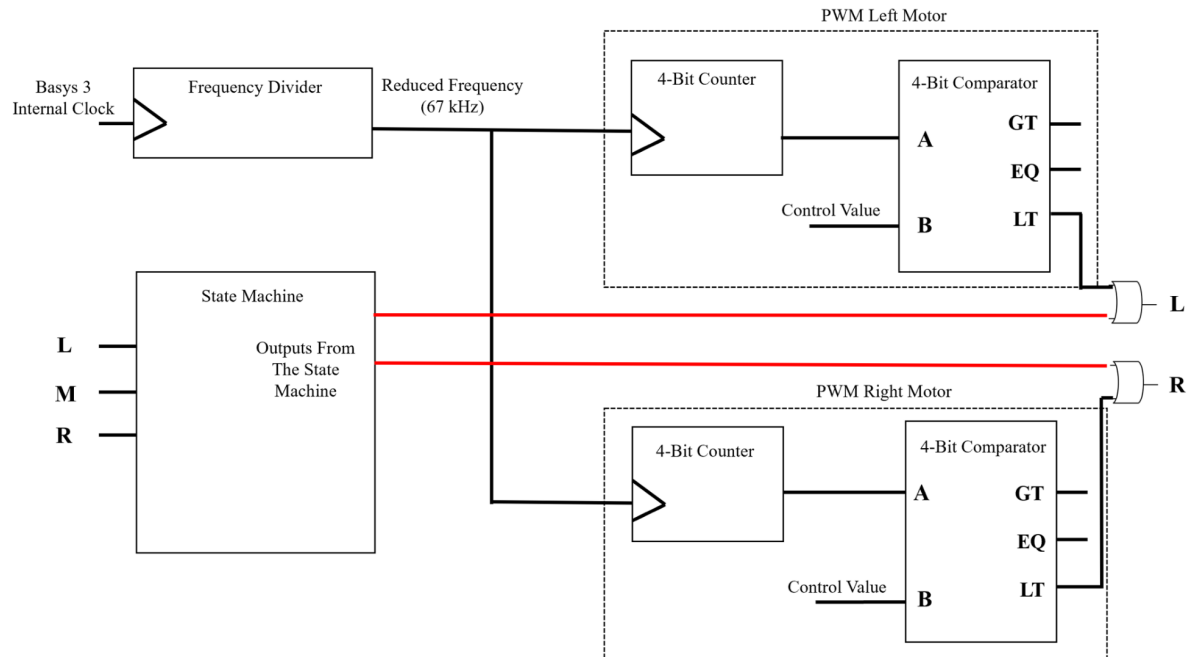 PWM Left Motor
Basys 3
Internal Clock
Frequency Divider
Reduced Frequency
(67 kHz)
4-Bit Counter
4-Bit Comparator
GT
A
EQ
Control Value
B
LT
State Machine
L
L
Outputs From
The State
Machine
M
R
R
PWM Right Motor
4-Bit Counter
4-Bit Comparator
A
GT
EQ
Control Value
B
LT